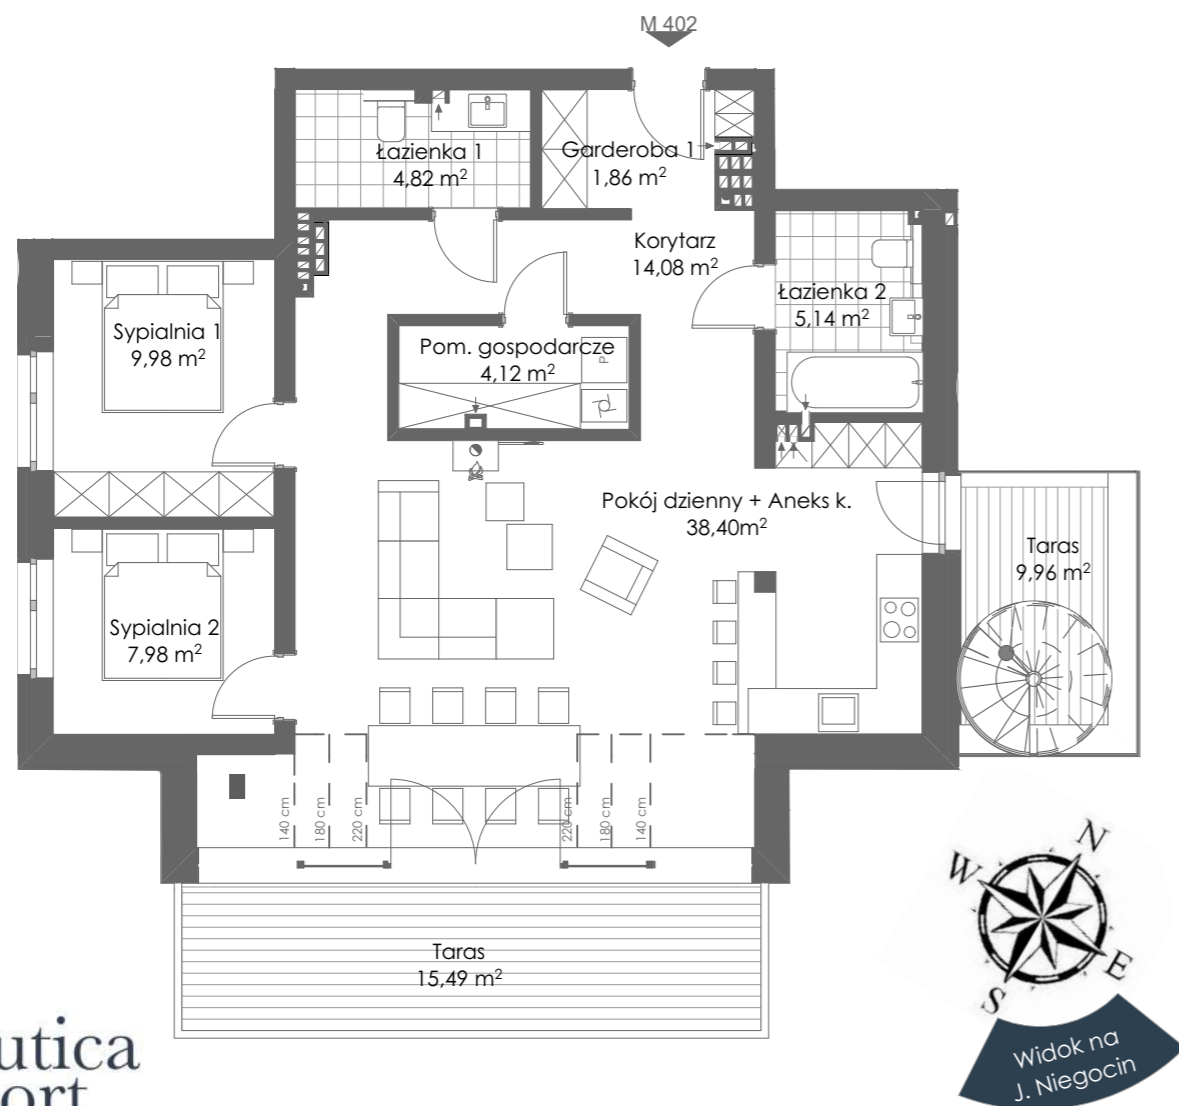 M 402
Łazienka 1
4,82 m²
Garderoba 1
1,86 m²
Korytarz
14,08 m²
Łazienka 2
5,14 m²
Sypialnia 1
9,98 m²
Pom. gospodarcze
4,12 m²
P
Pokój dzienny + Aneks k.
38,40m²
Taras
9,96 m²
Sypialnia 2
7,98 m²
140 cm
180 cm
220 cm
220 cm
180 cm
140 cm
Taras
15,49 m²
N
W
E
S
Widok na
J. Niegocin
utica
ort